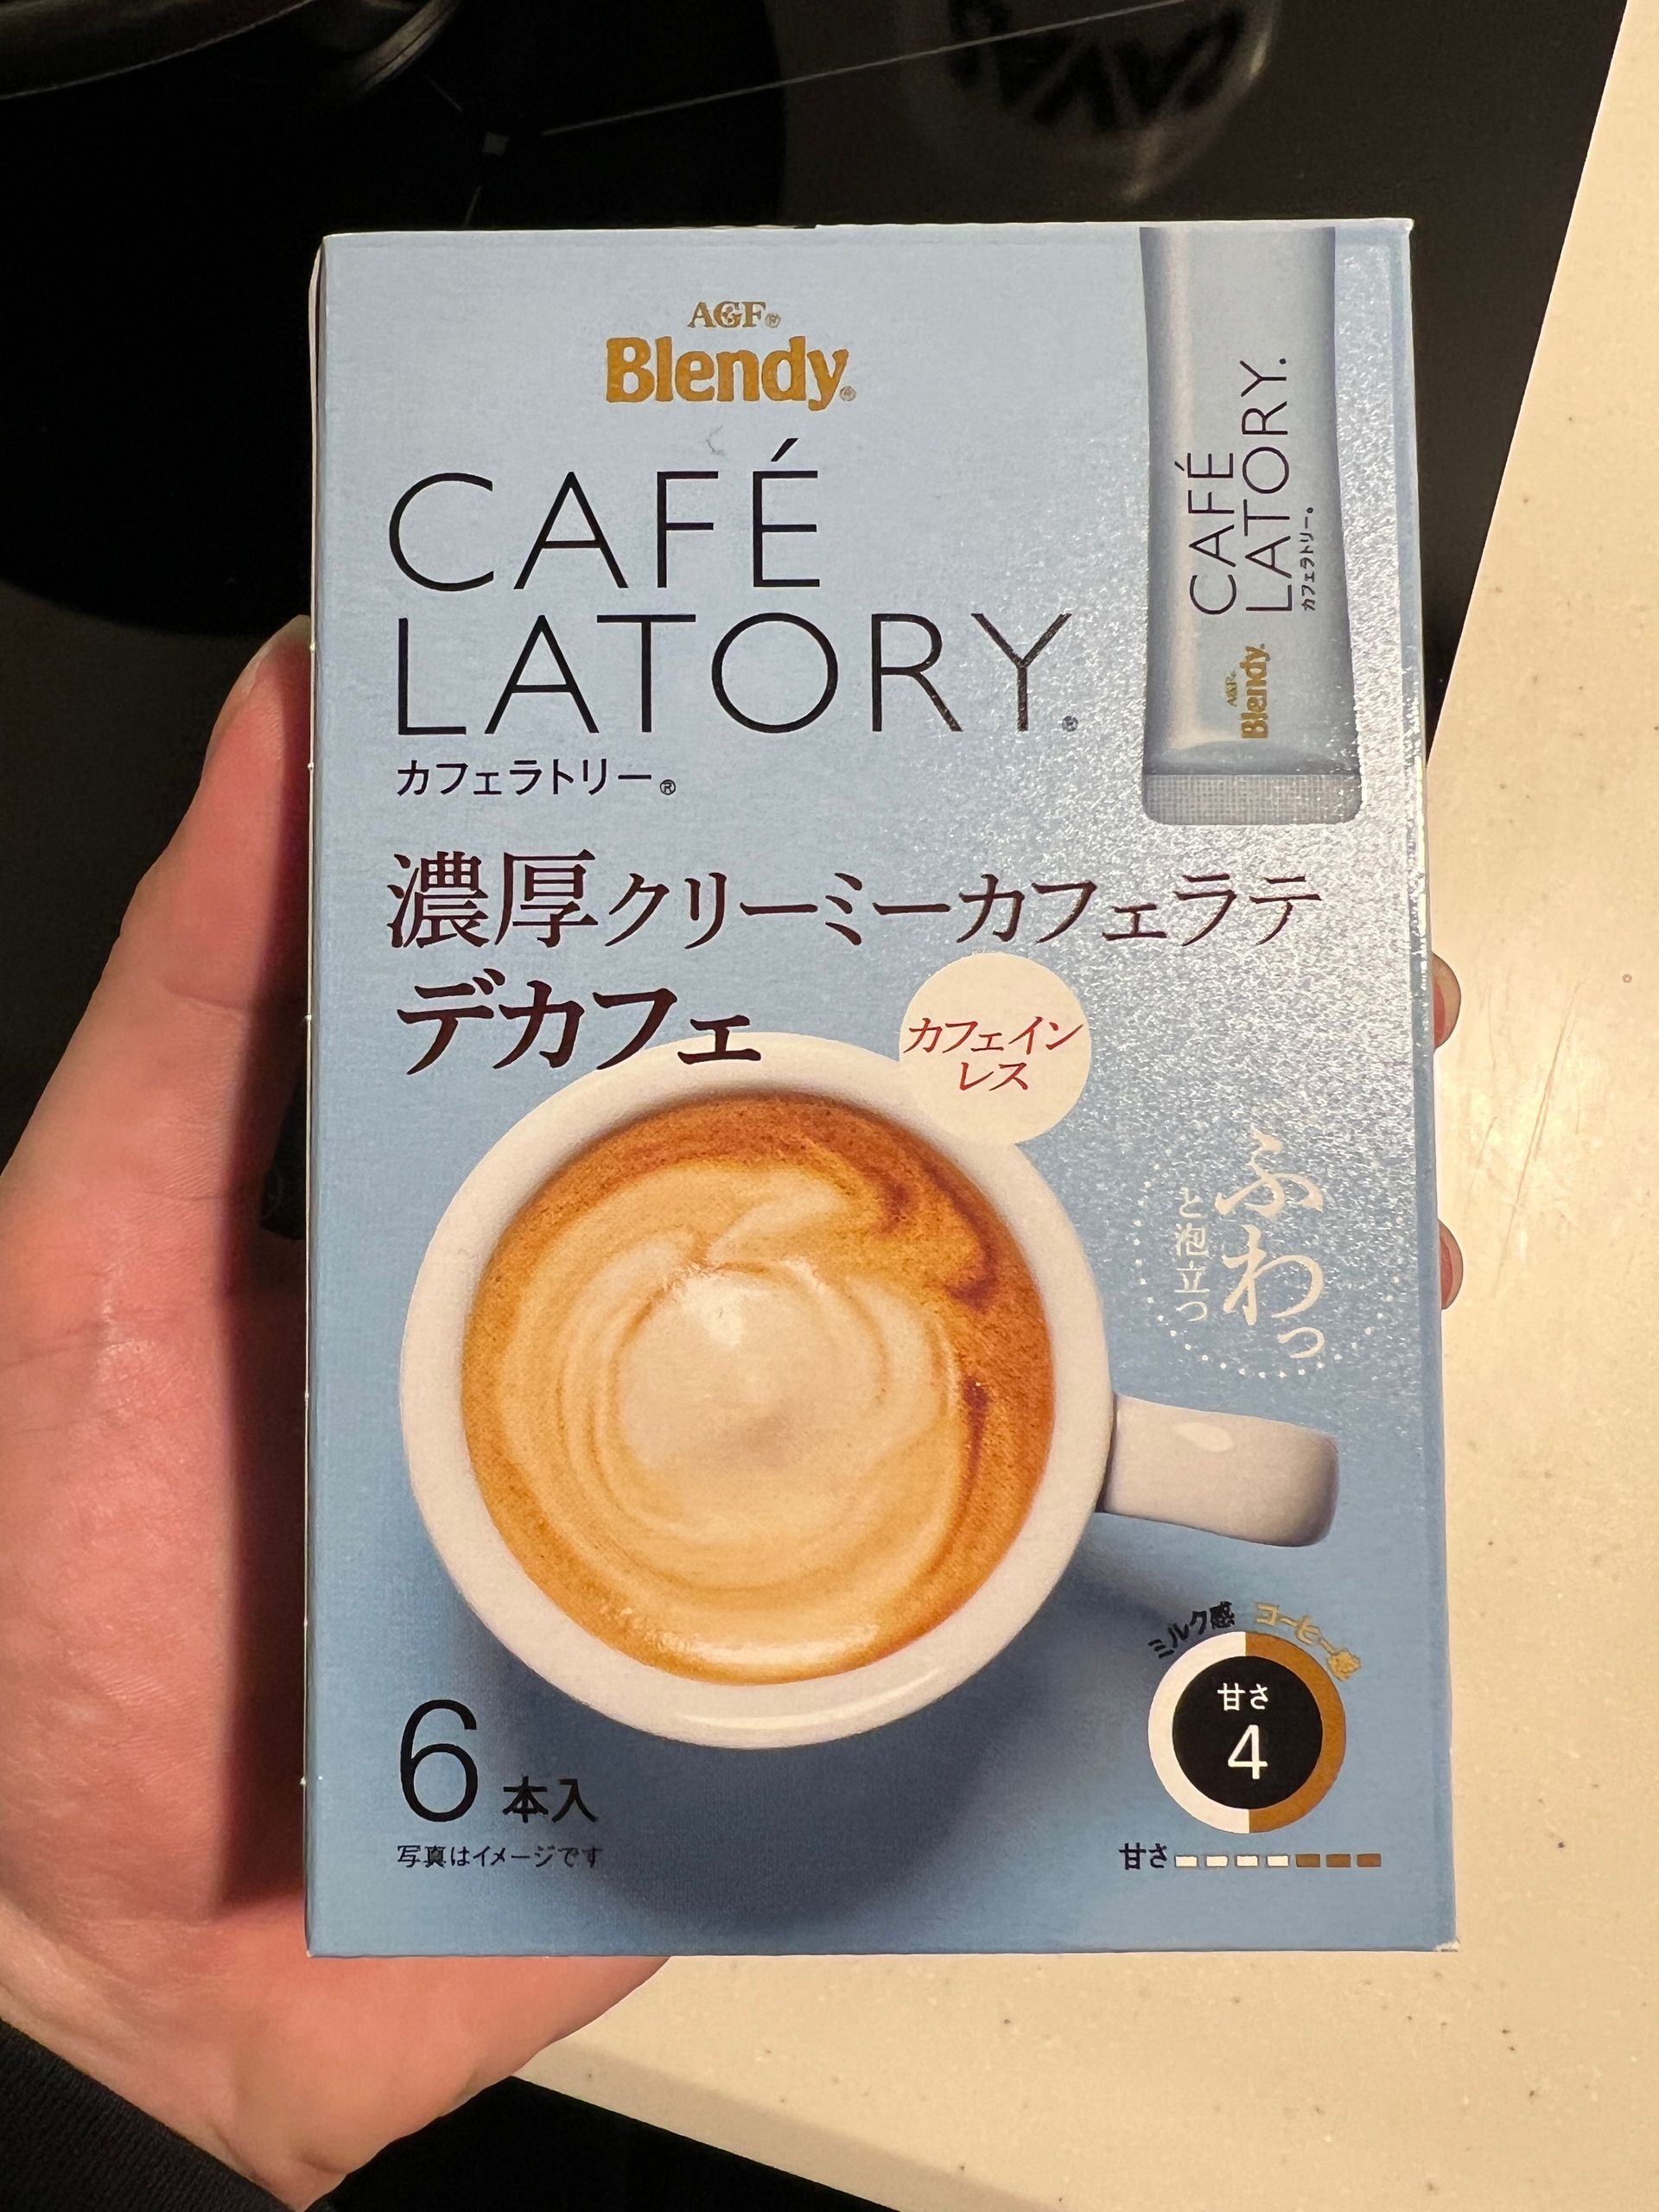 AGF®
Blendy®
CAFÉ
LATORY.®
カフェラトリー®
濃厚クリーミーカフェラテ
デカフェ
カフェイン
レス
ふわっ
と泡立つ
CAFÉ
LATORY.
カフェラトリー®
AGF®
Blendy®
ミルク感 コーヒー感
甘さ
4
甘さ
6本入
写真はイメージです